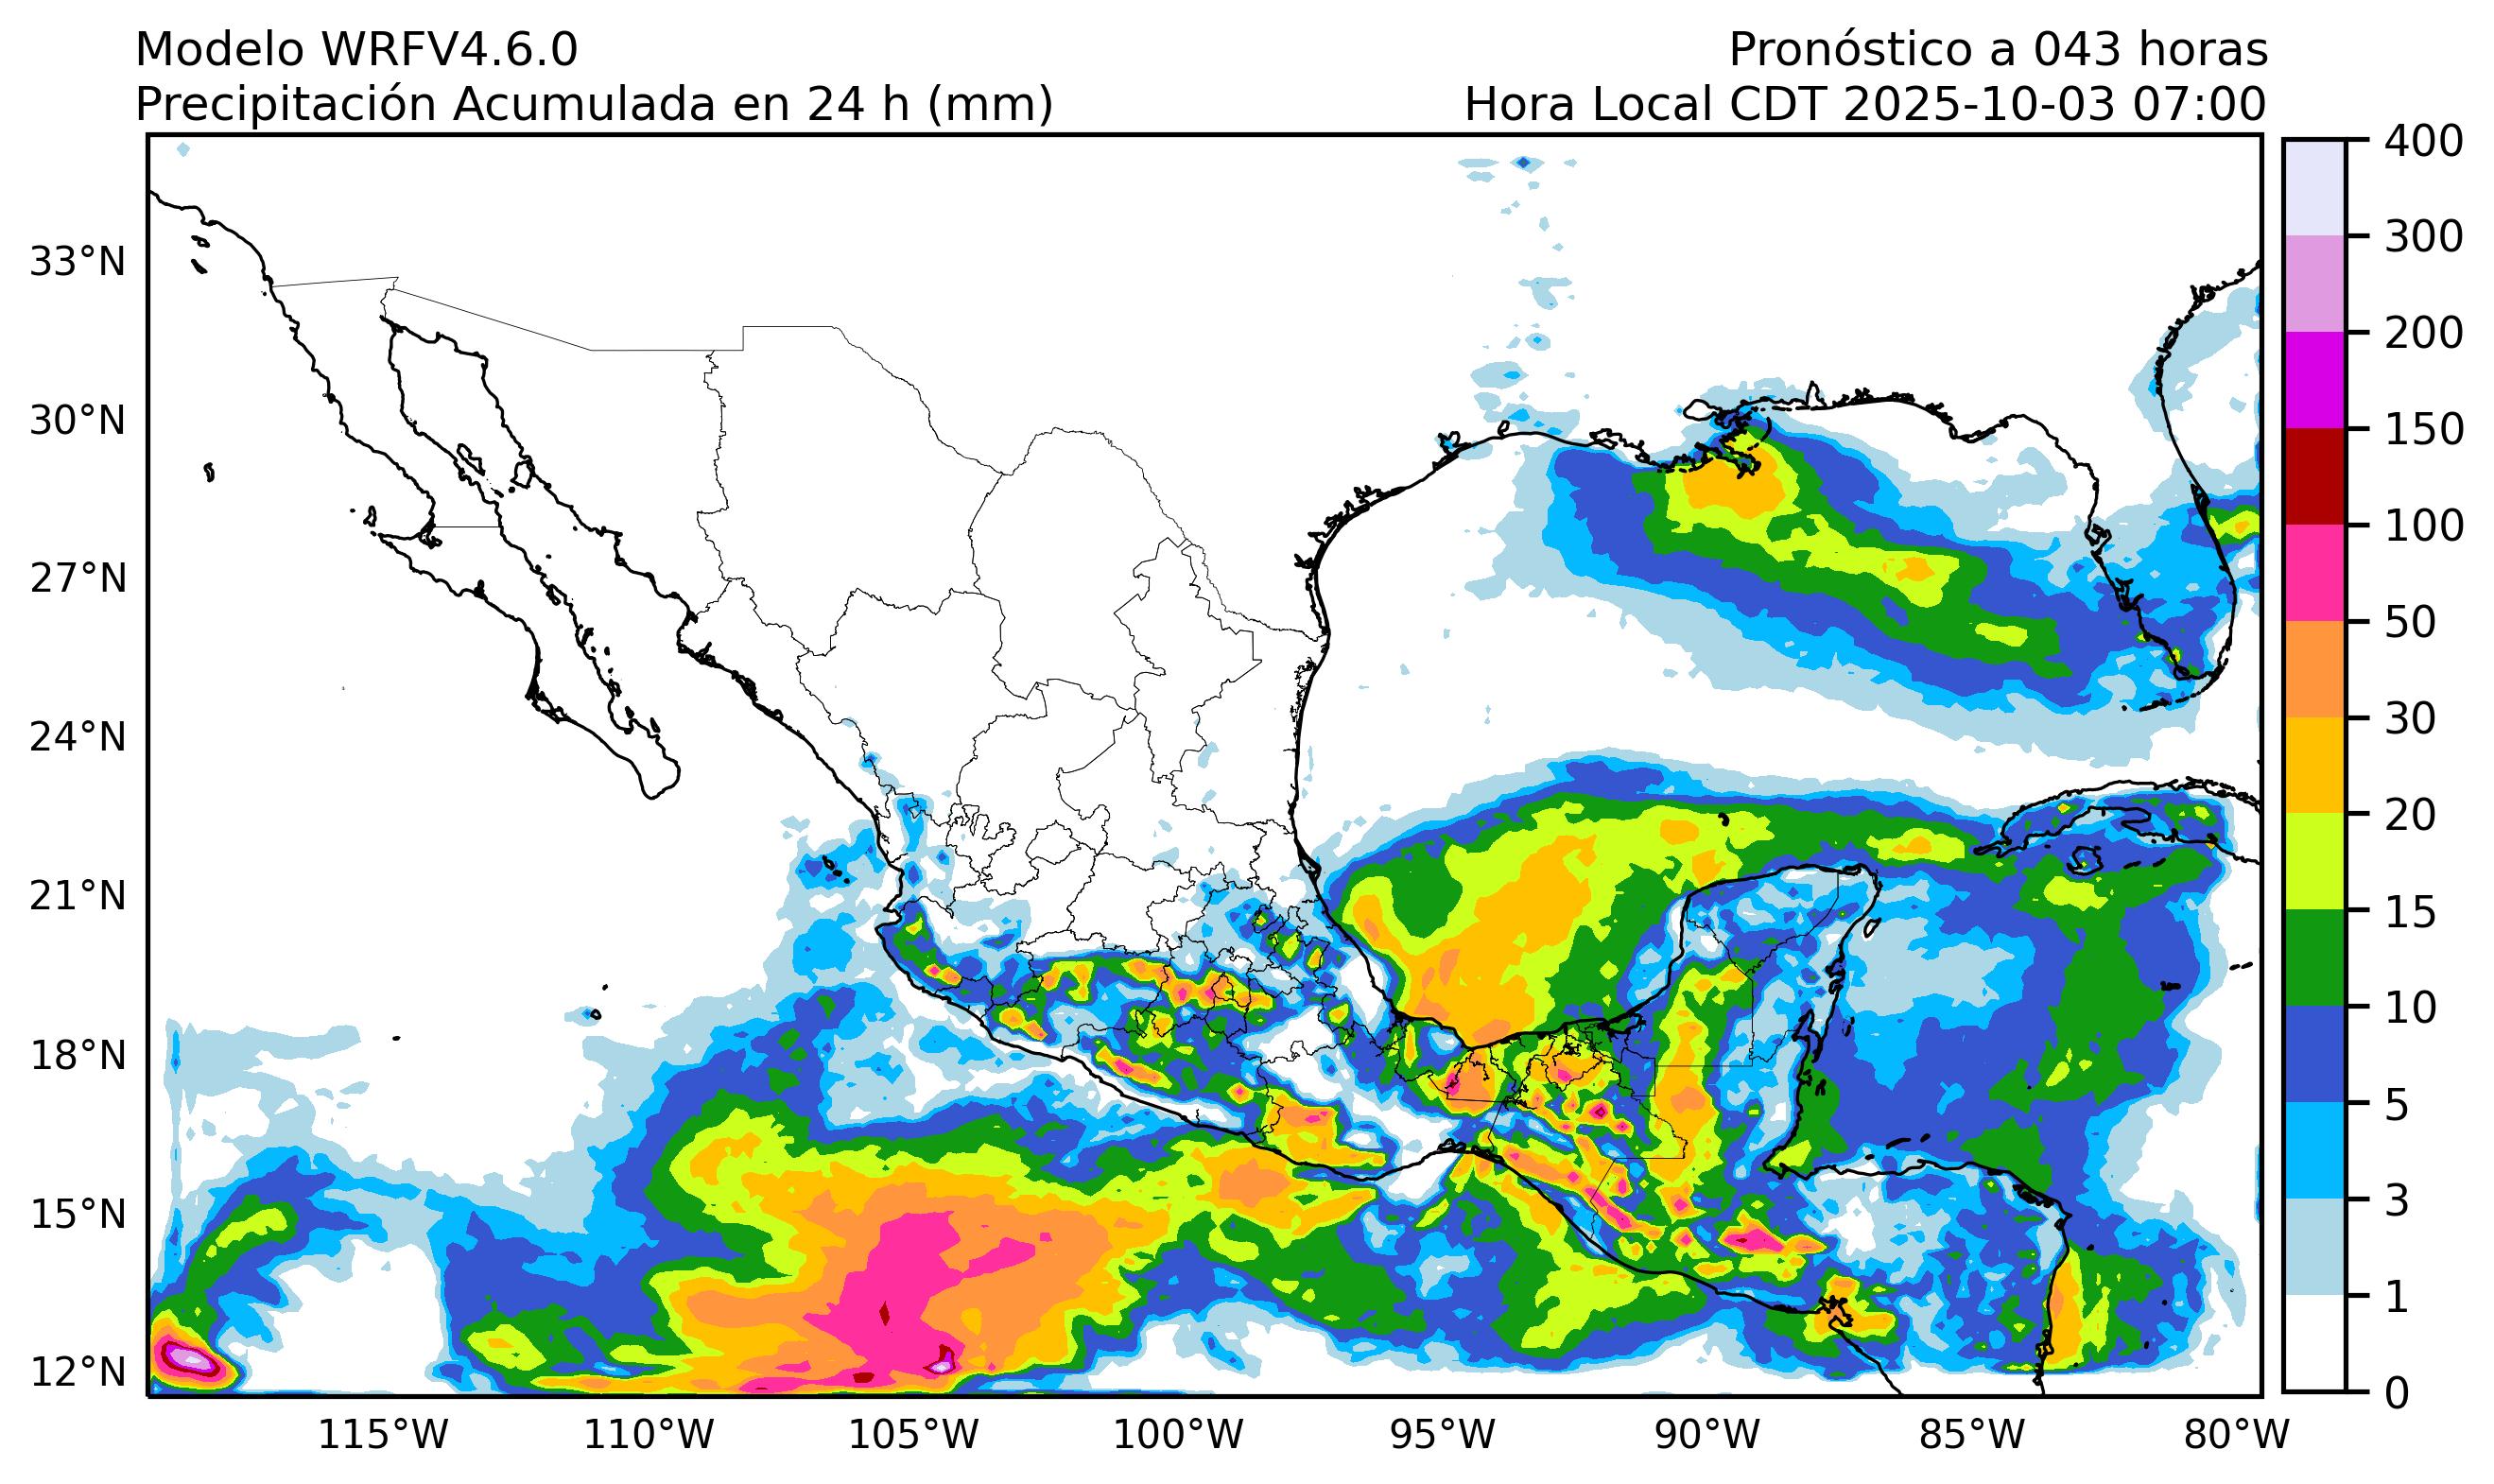 Modelo WRFV4.6.0
Pronóstico a 043 horas
Precipitación Acumulada en 24 h (mm)
Hora Local CDT 2025-10-03 07:00
33°N
30°N
27°N
24°N
21°N
18°N
15°N
12°N
115°W
110°W
105°W
100°W
95°W
90°W
85°W
80°W
400
300
200
150
100
50
30
20
15
10
5
3
1
0